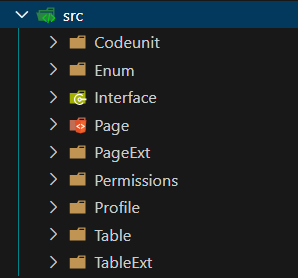 src
Codeunit
Enum
Interface
Page
PageExt
Permissions
Profile
Table
TableExt